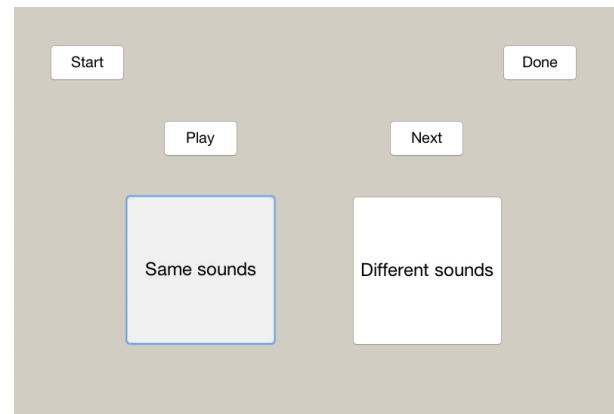 Start
Done
Play
Next
Same sounds
Different sounds